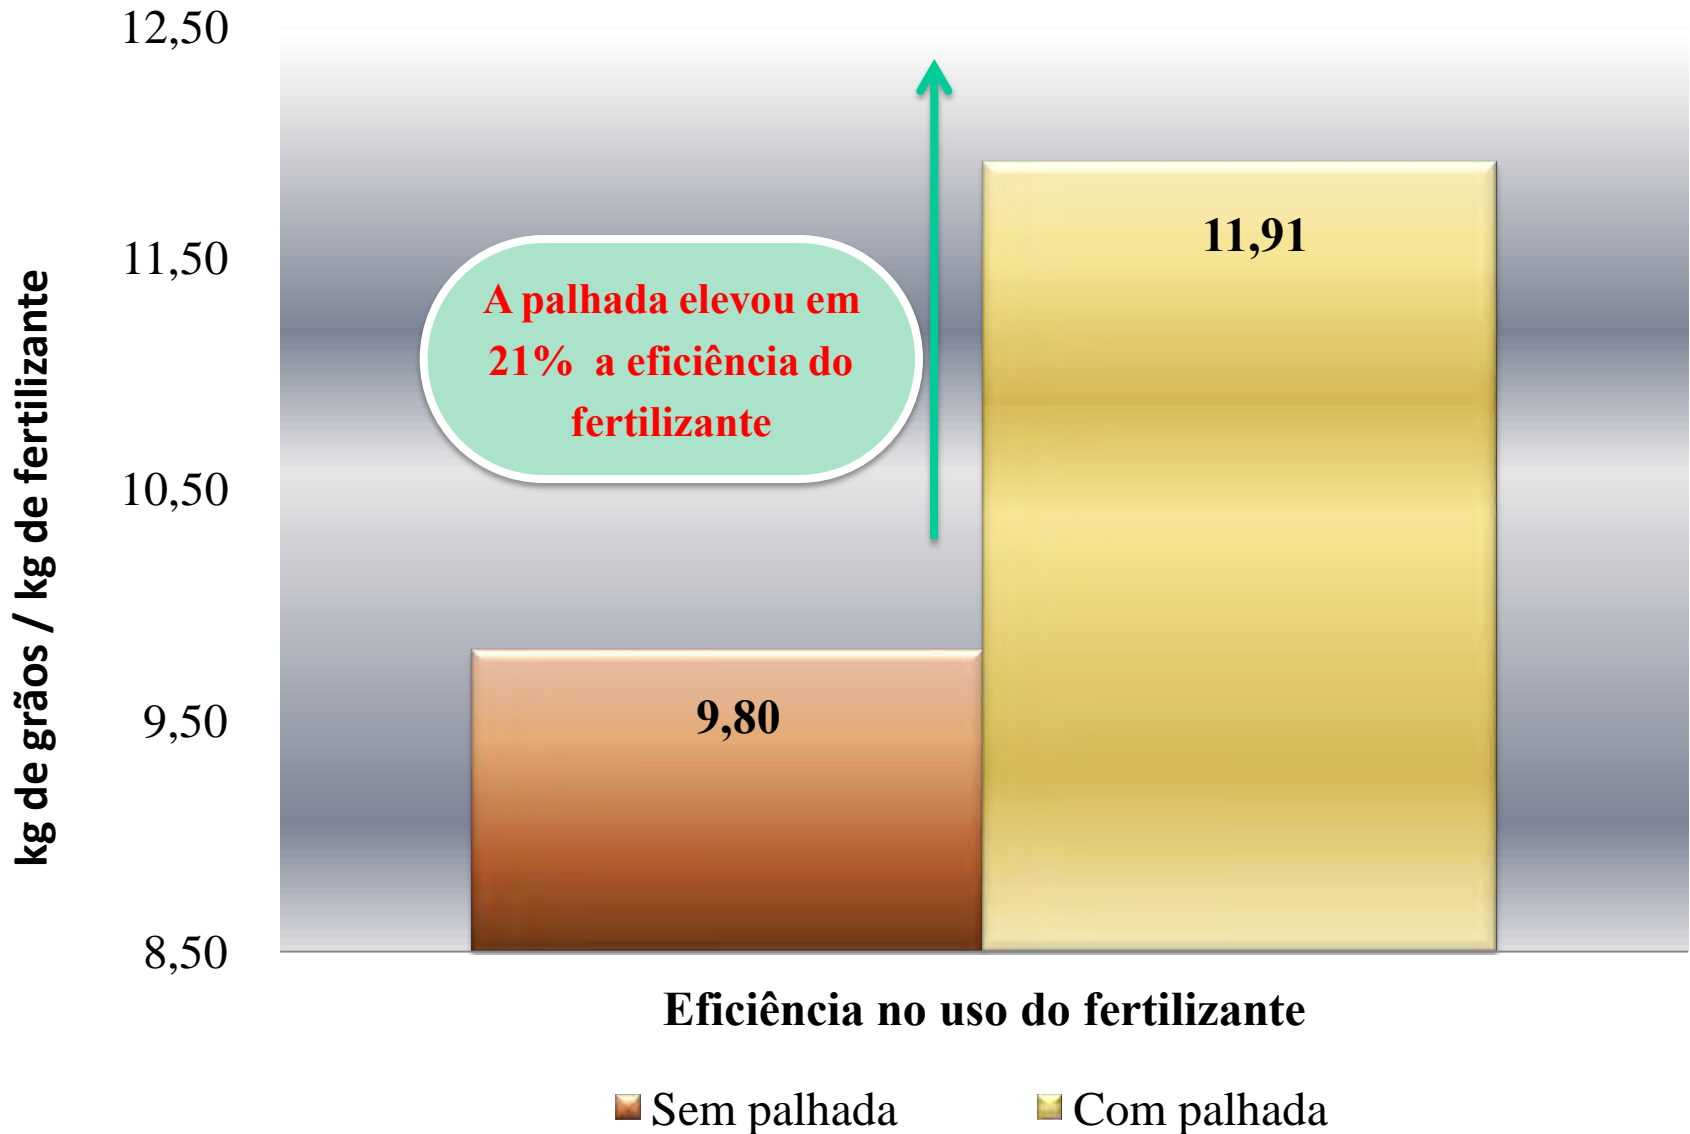 12,50
11,50
10,50
9,50
8,50
kg de grãos / kg de fertilizante
A palhada elevou em
21% a eficiência do
fertilizante
11,91
9,80
Eficiência no uso do fertilizante
Sem palhada
Com palhada